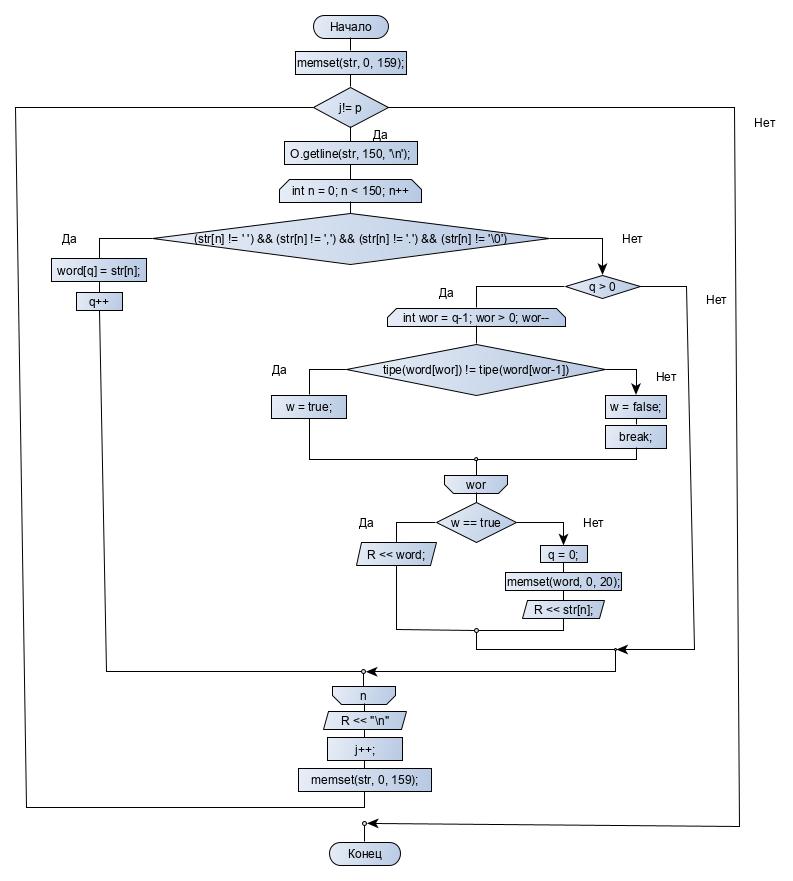 Начало
memset(str, 0, 159);
j!= p
Нет
Да
O.getline(str, 150, '\n');
int n = 0; n < 150; n++
Да
(str[n] != ' ') && (str[n] != ',') && (str[n] != '.') && (str[n] != '\0')
Нет
word[q] = str[n];
q++
q > 0
Да
Нет
int wor = q-1; wor > 0; wor--
Да
tipe(word[wor]) != tipe(word[wor-1])
Нет
w = true;
w = false;
break;
wor
Да
w == true
Нет
R << word;
q = 0;
memset(word, 0, 20);
R << str[n];
n
R << "\n"
j++;
memset(str, 0, 159);
Конец